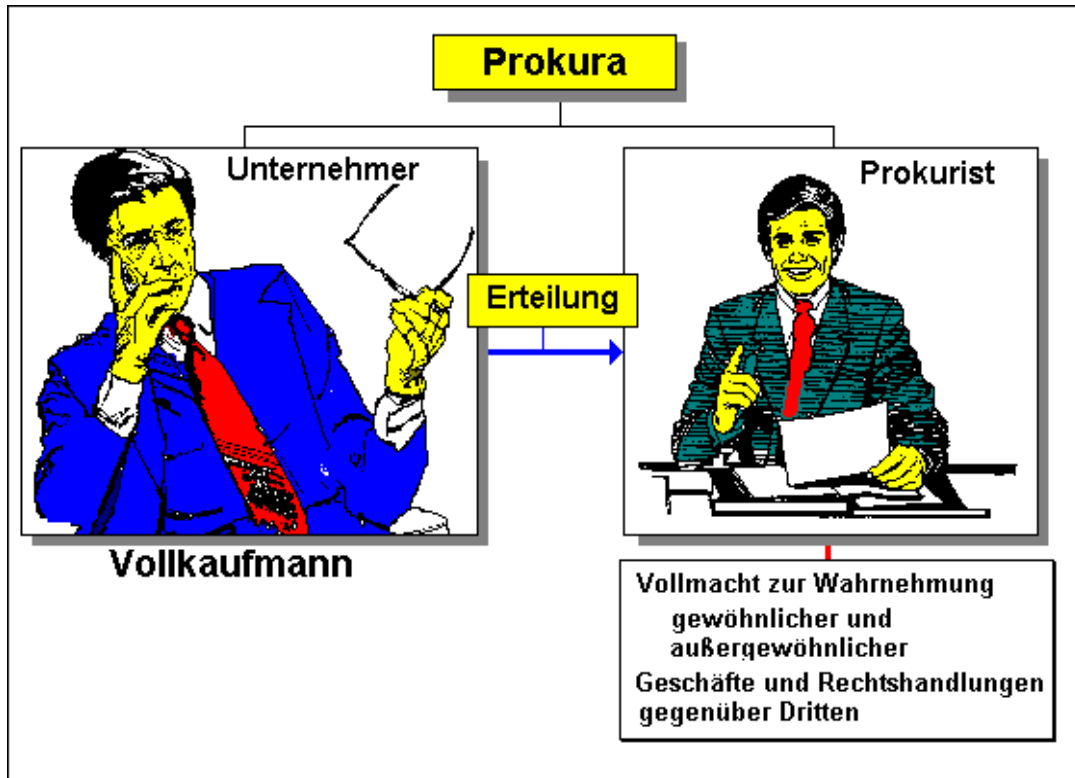 Prokura
Unternehmer
Prokurist
Erteilung
Vollkaufmann
Vollmacht zur Wahrnehmung
gewöhnlicher und
außergewöhnlicher
Geschäfte und Rechtshandlungen
gegenüber Dritten